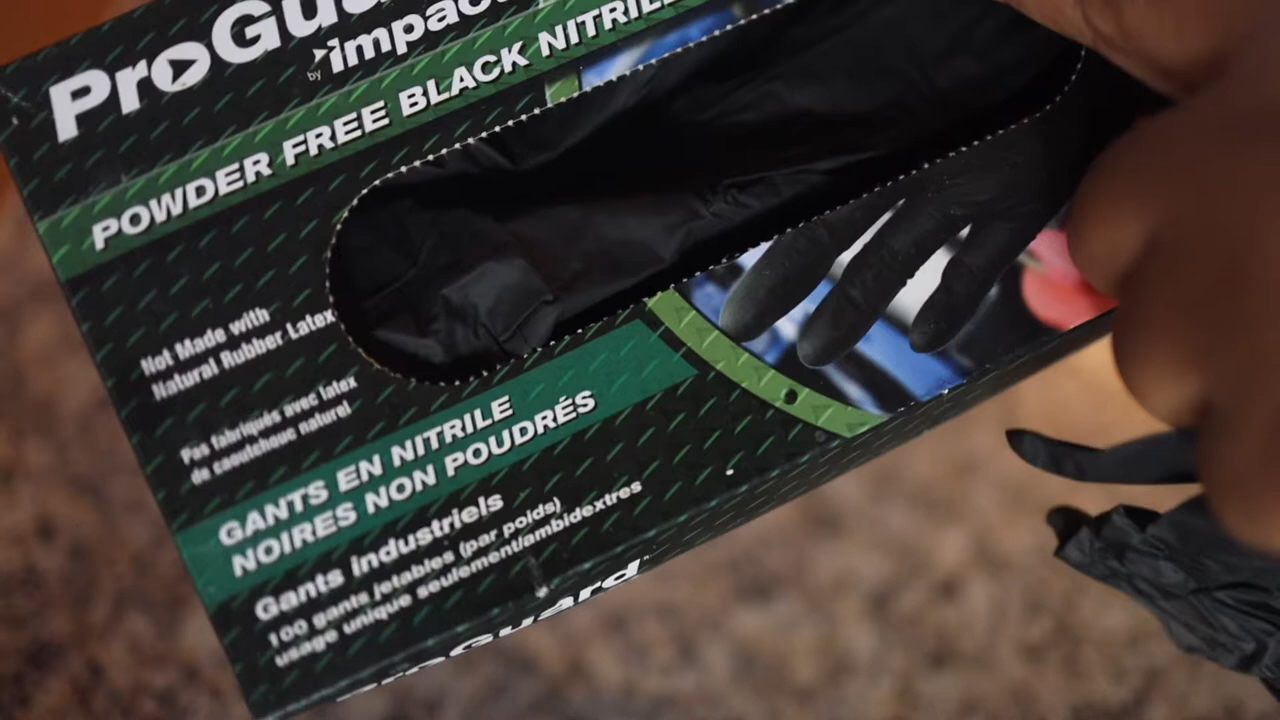 ProGua
by impac
POWDER FREE BLACK NITRILE
Not Made with
Natural Rubber Latex
Pas fabriqués avec latex
de caoutchouc naturel
GANTS EN NITRILE
NOIRES NON POUDRÉS
Gants industriels
100 gants jetables (par poids)
usage unique seulement/ambidextres
ProGuard